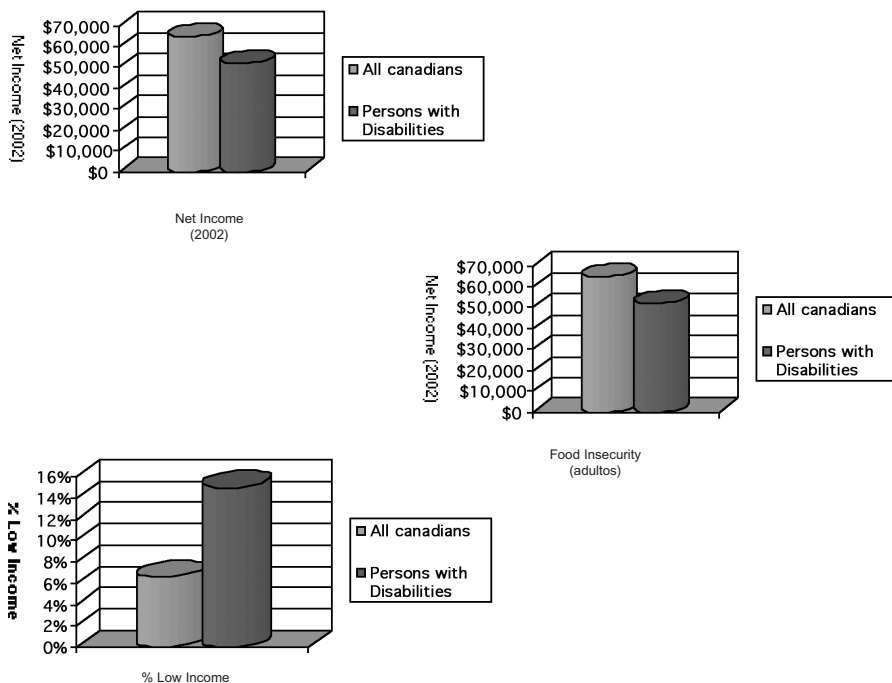 Net Income (2002)
$70,000
$60,000
$50,000
$40,000
$30,000
$20,000
$10,000
$0
All canadians
Persons with
Disabilities
Net Income
(2002)
Net Income (2002)
$70,000
$60,000
$50,000
$40,000
$30,000
$20,000
$10,000
$0
All canadians
Persons with
Disabilities
Food Insecurity
(adultos)
% Low Income
16%
14%
12%
10%
8%
6%
4%
2%
0%
All canadians
Persons with
Disabilities
% Low Income